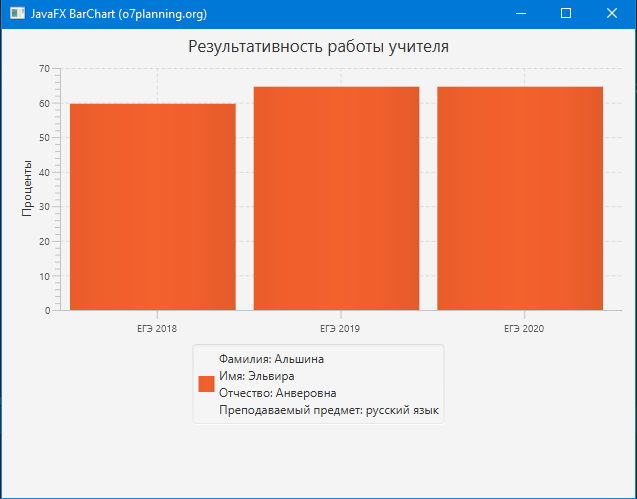 JavaFX BarChart (o7planning.org)
Результативность работы учителя
70
60
50
40
30
20
10
0
Проценты
ЕГЭ 2018
ЕГЭ 2019
ЕГЭ 2020
Фамилия: Альшина
Имя: Эльвира
Отчество: Анверовна
Преподаваемый предмет: русский язык